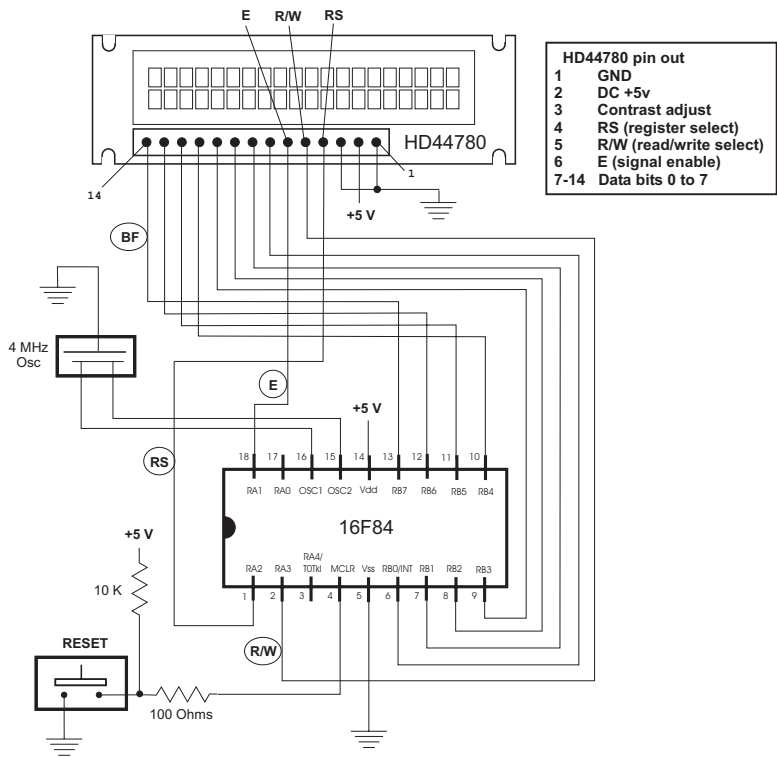 E R/W RS
HD44780
14
1
+5 V
HD44780 pin out
1 GND
2 DC +5v
3 Contrast adjust
4 RS (register select)
5 R/W (read/write select)
6 E (signal enable)
7-14 Data bits 0 to 7
BF
4 MHz
Osc
E
+5 V
RS
18 17 16 15 14 13 12 11 10
RA1 RA0 OSC1 OSC2 Vdd RB7 RB6 RB5 RB4
16F84
RA4/
RA2 RA3 T0Tkl MCLR Vss RB0/INT RB1 RB2 RB3
1 2 3 4 5 6 7 8 9
+5 V
10 K
RESET
R/W
100 Ohms